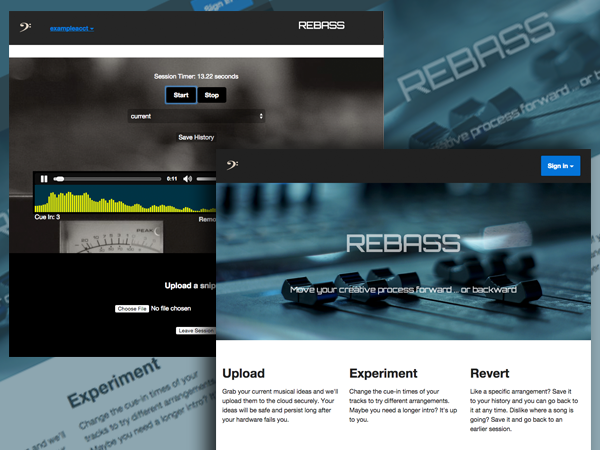 Sign in
exampleacct
REBASS
Session Timer: 13.22 seconds
Start Stop
current
Save History
0:11
Cue In: 3
Remo
PEAK
Upload a snip
Choose File No file chosen
Leave Session
REBASS
creative process forward ... or back
Sign in
REBASS
Move your creative process forward ... or backward
Upload
Grab your current musical ideas and we'll
upload them to the cloud securely. Your
ideas will be safe and persist long after
your hardware fails you.
Experiment
Change the cue-in times of your
tracks to try different arrangements.
Maybe you need a longer intro? It's up
to you.
Revert
Like a specific arrangement? Save it
to your history and you can go back to
it at any time. Dislike where a song is
going? Save it and go back to an
earlier session.
Experiment
Change the cue-in times of your
tracks to try different arrangements.
Maybe you need a longer intro? It's
to you.
and we'll